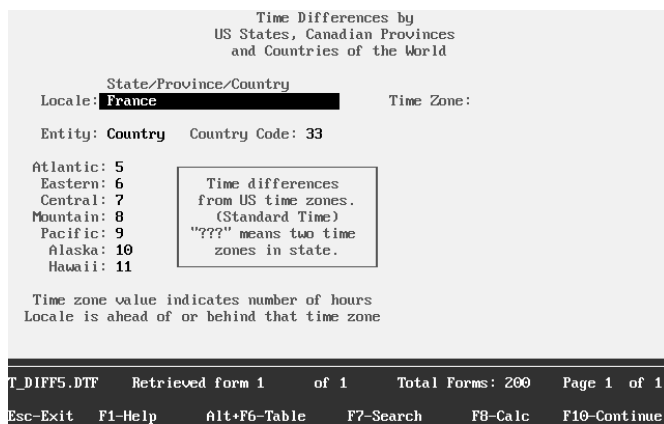 Time Differences by
US States, Canadian Provinces
and Countries of the World
State/Province/Country
Locale: France Time Zone:
Entity: Country Country Code: 33
Atlantic: 5
Eastern: 6
Central: 7
Mountain: 8
Pacific: 9
Alaska: 10
Hawaii: 11
Time differences
from US time zones.
(Standard Time)
"???" means two time
zones in state.
Time zone value indicates number of hours
Locale is ahead of or behind that time zone
T_DIFF5.DTF Retrieved form 1 of 1 Total Forms: 200 Page 1 of 1
Esc-Exit F1-Help Alt+F6-Table F7-Search F8-Calc F10-Continue